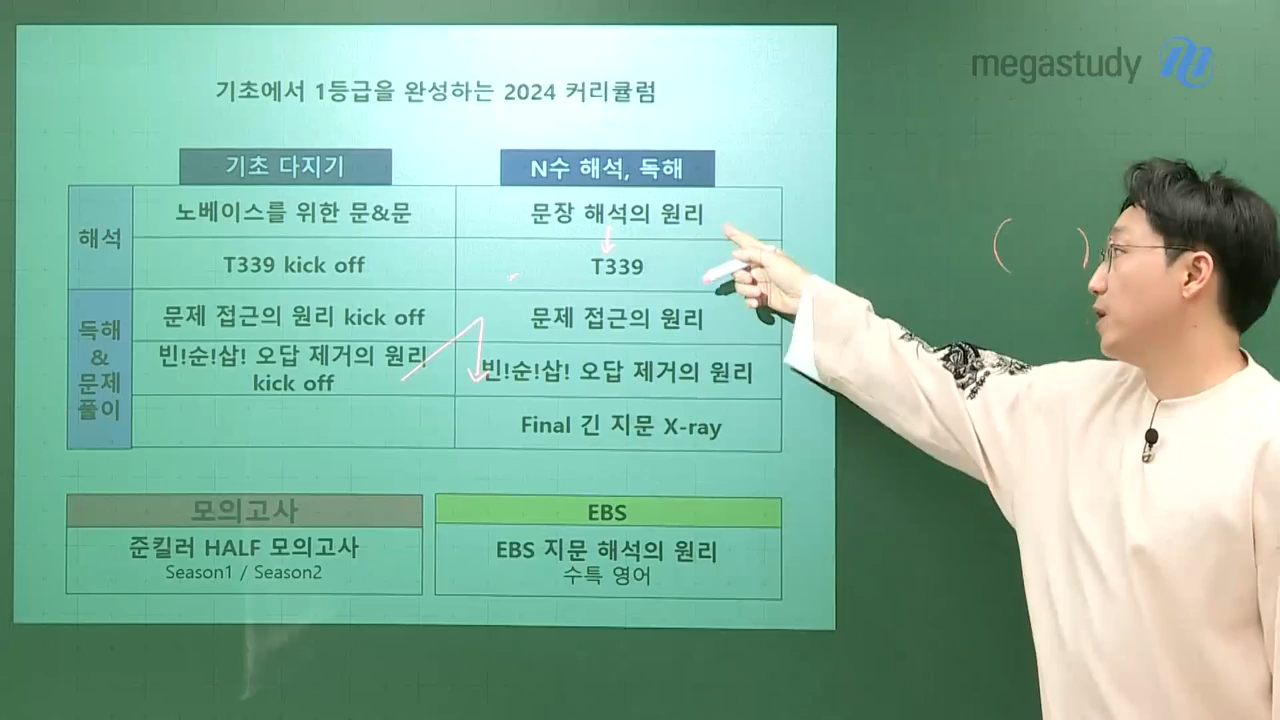 megastudy
기초에서 1등급을 완성하는 2024 커리큘럼
기초 다지기
N수 해석, 독해
해석
노베이스를 위한 문&문
문장 해석의 원리
T339 kick off
T339
독해
&
문제
풀이
문제 접근의 원리 kick off
문제 접근의 원리
빈!순!삽! 오답 제거의 원리
kick off
빈!순!삽! 오답 제거의 원리
Final 긴 지문 X-ray
모의고사
준킬러 HALF 모의고사
Season1 / Season2
EBS
EBS 지문 해석의 원리
수특 영어